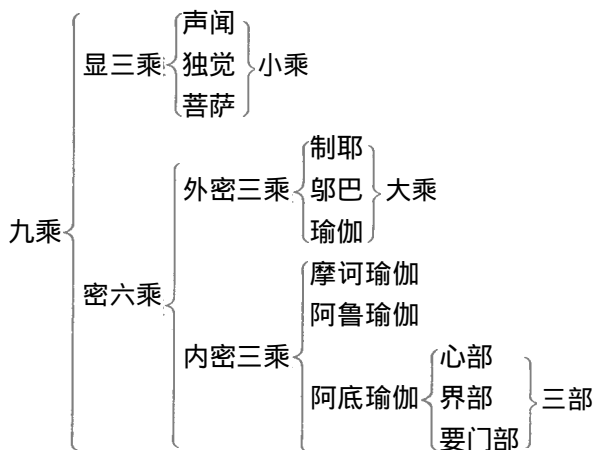 九乘
显三乘
声闻
独觉
菩萨
小乘
密六乘
外密三乘
制耶
邬巴
瑜伽
大乘
内密三乘
摩诃瑜伽
阿鲁瑜伽
阿底瑜伽
心部
界部
要门部
三部